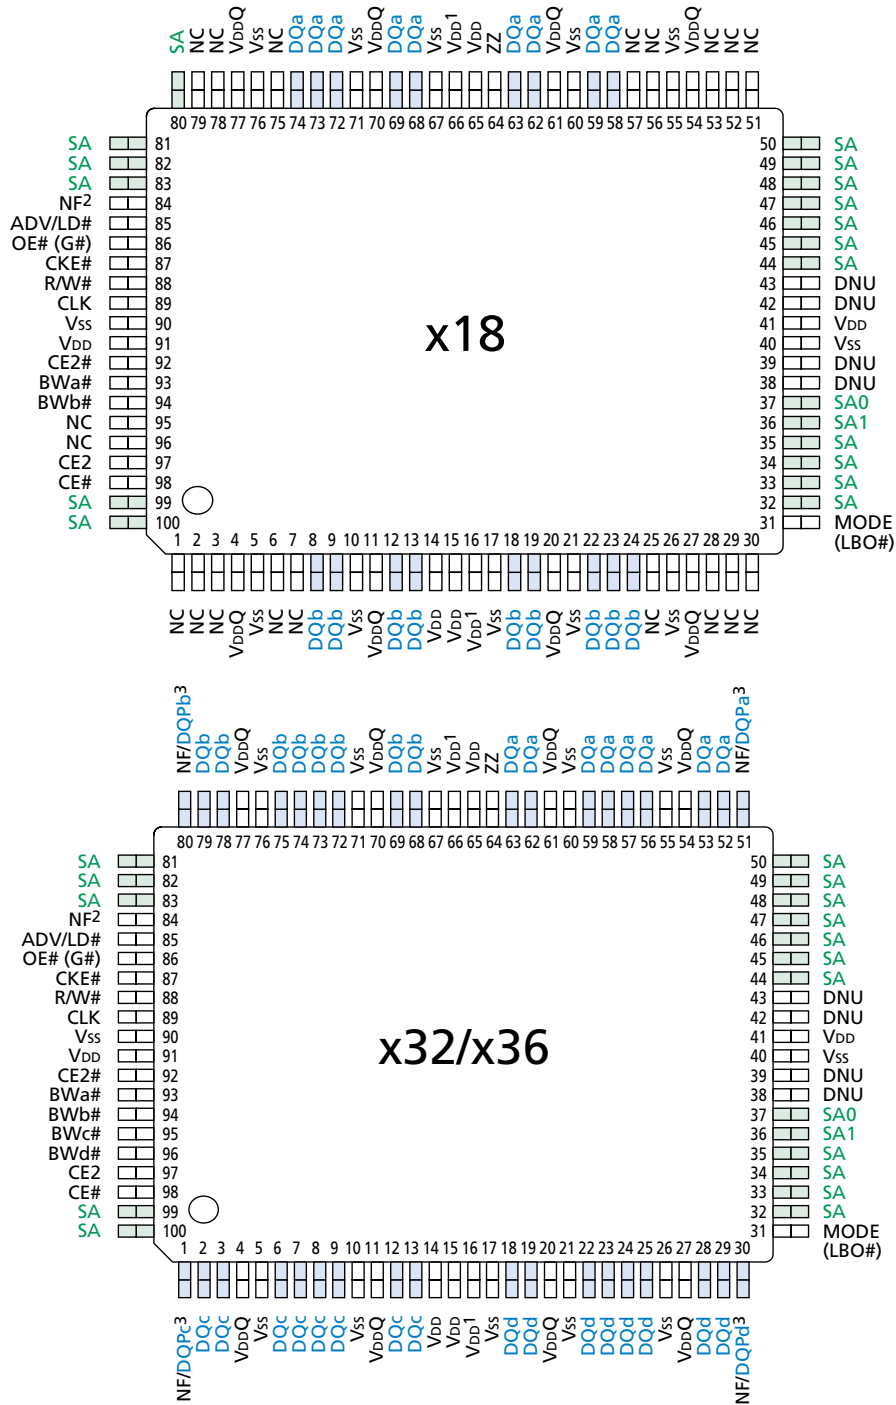 SA NC NC VDDQ Vss NC DQa DQa DQa Vss VDDQ DQa DQa Vss VDD¹ VDD ZZ DQa DQa VDDQ Vss DQa DQa NC NC Vss VDDQ NC NC NC
80 79 78 77 76 75 74 73 72 71 70 69 68 67 66 65 64 63 62 61 60 59 58 57 56 55 54 53 52 51
SA 81 50 SA
SA 82 49 SA
SA 83 48 SA
NF² 84 47 SA
ADV/LD# 85 46 SA
OE# (G#) 86 45 SA
CKE# 87 44 SA
R/W# 88 43 DNU
CLK 89 42 DNU
Vss 90 41 VDD
x18
VDD 91 40 Vss
CE2# 92 39 DNU
BWa# 93 38 DNU
BWb# 94 37 SA0
NC 95 36 SA1
NC 96 35 SA
CE2 97 34 SA
CE# 98 33 SA
SA 99 32 SA
SA 100 31 MODE
(LBO#)
1 2 3 4 5 6 7 8 9 10 11 12 13 14 15 16 17 18 19 20 21 22 23 24 25 26 27 28 29 30
NC NC NC VDDQ Vss NC NC DQb DQb Vss VDDQ DQb DQb VDD VDD VDD¹ Vss DQb DQb VDDQ Vss DQb DQb DQb NC Vss VDDQ NC NC NC
NF/DQPb³ DQb DQb VDDQ Vss DQb DQb DQb DQb Vss VDDQ DQb DQb Vss VDD¹ VDD ZZ DQa DQa VDDQ Vss DQa DQa DQa DQa Vss VDDQ DQa DQa NF/DQPa³
80 79 78 77 76 75 74 73 72 71 70 69 68 67 66 65 64 63 62 61 60 59 58 57 56 55 54 53 52 51
SA 81 50 SA
SA 82 49 SA
SA 83 48 SA
NF² 84 47 SA
ADV/LD# 85 46 SA
OE# (G#) 86 45 SA
CKE# 87 44 SA
R/W# 88 43 DNU
CLK 89 42 DNU
Vss 90 41 VDD
x32/x36
VDD 91 40 Vss
CE2# 92 39 DNU
BWa# 93 38 DNU
BWb# 94 37 SA0
BWc# 95 36 SA1
BWd# 96 35 SA
CE2 97 34 SA
CE# 98 33 SA
SA 99 32 SA
SA 100 31 MODE
(LBO#)
1 2 3 4 5 6 7 8 9 10 11 12 13 14 15 16 17 18 19 20 21 22 23 24 25 26 27 28 29 30
NF/DQPc³ DQc DQc VDDQ Vss DQc DQc DQc DQc Vss VDDQ DQc DQc VDD VDD VDD¹ Vss DQd DQd VDDQ Vss DQd DQd DQd DQd Vss VDDQ DQd DQd NF/DQPd³